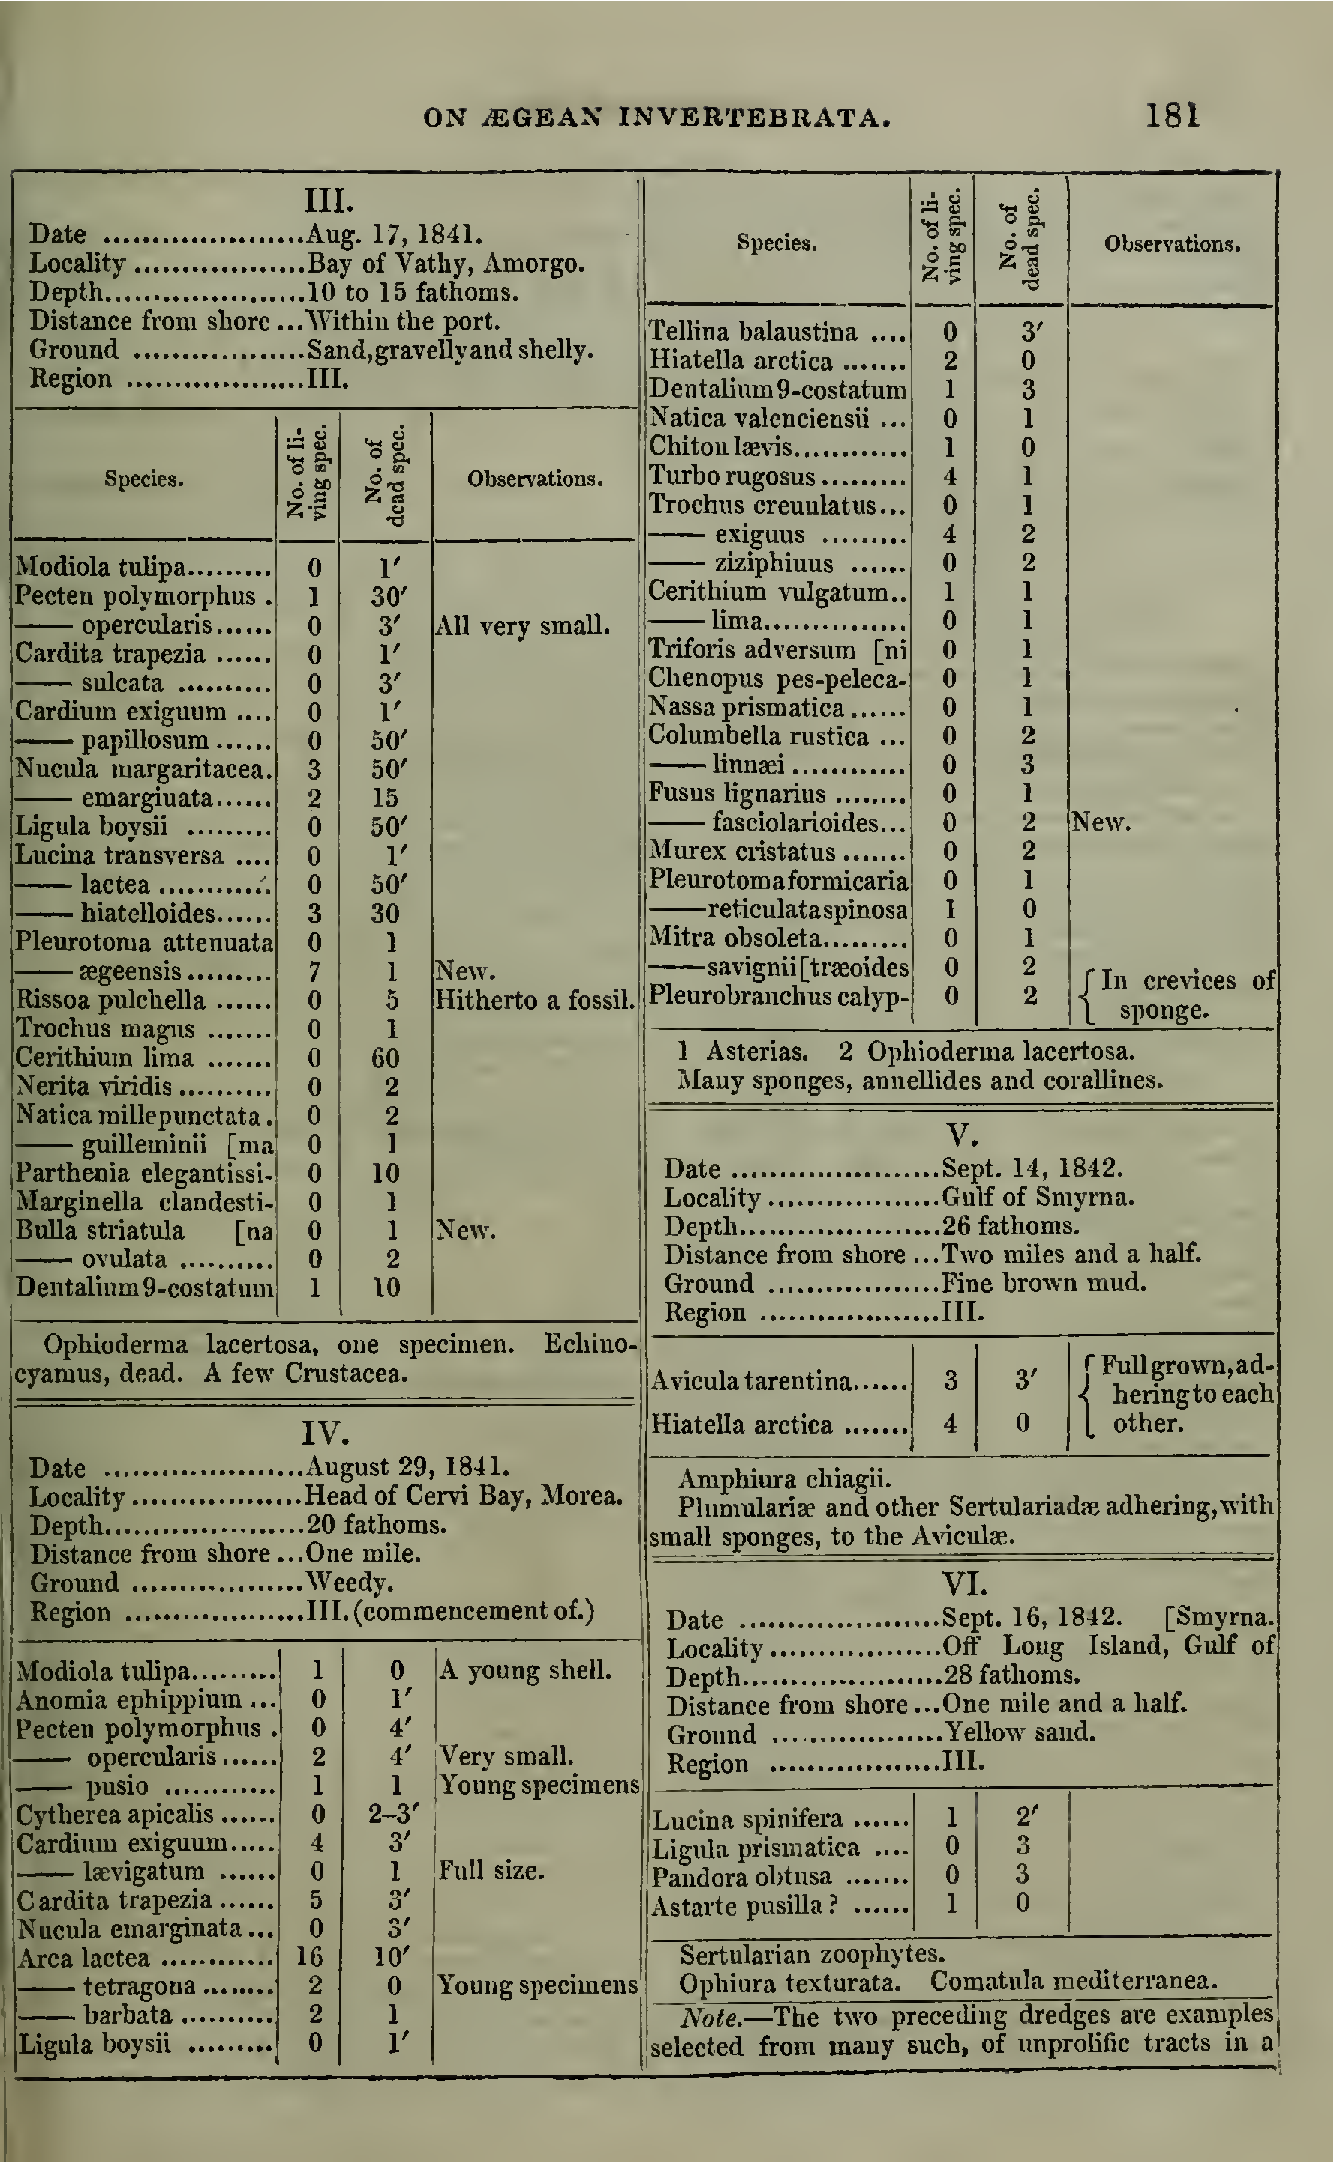 ON ÆGEAN INVERTEBRATA. 181
III.
Date .....................Aug. 17, 1841.
Locality ..................Bay of Vathy, Amorgo.
Depth.....................10 to 15 fathoms.
Distance from shore ...Within the port.
Ground ..................Sand, gravelly and shelly.
Region ...................III.
Species. No. of li- No. of Observations.
ving spec. dead spec.
Modiola tulipa......... 0 1′
Pecten polymorphus . 1 30′
—— opercularis...... 0 3′ All very small.
Cardita trapezia ...... 0 1′
—— sulcata .......... 0 3′
Cardium exiguum .... 0 1′
—— papillosum ...... 0 50′
Nucula margaritacea. 3 50′
—— emarginata...... 2 15
Ligula boysii ......... 0 50′
Lucina transversa .... 0 1′
—— lactea ............ 0 50′
—— hiatelloides...... 3 30
Pleurotoma attenuata 0 1
—— ægeensis ......... 7 1 New.
Rissoa pulchella ...... 0 5 Hitherto a fossil.
Trochus magus ....... 0 1
Cerithium lima ....... 0 60
Nerita viridis .......... 0 2
Natica millepunctata . 0 2
—— guilleminii [ma 0 1
Parthenia elegantissi- 0 10
Marginella clandesti- 0 1
Bulla striatula [na 0 1 New.
—— ovulata .......... 0 2
Dentalium 9-costatum 1 10
Ophioderma lacertosa, one specimen. Echino-
cyamus, dead. A few Crustacea.
IV.
Date .....................August 29, 1841.
Locality ..................Head of Cervi Bay, Morea.
Depth.....................20 fathoms.
Distance from shore ...One mile.
Ground ..................Weedy.
Region ...................III. (commencement of.)
Modiola tulipa......... 1 0 A young shell.
Anomia ephippium ... 0 1′
Pecten polymorphus . 0 4′
—— opercularis ...... 2 4′ Very small.
—— pusio ............ 1 1 Young specimens
Cytherea apicalis ...... 0 2–3′
Cardium exiguum..... 4 3′
—— lævigatum ...... 0 1 Full size.
Cardita trapezia ...... 5 3′
Nucula emarginata ... 0 3′
Arca lactea ............ 16 10′
—— tetragona ........ 2 0 Young specimens
—— barbata .......... 2 1
Ligula boysii ......... 0 1′
Species. No. of li- No. of Observations.
ving spec. dead spec.
Tellina balaustina .... 0 3′
Hiatella arctica ....... 2 0
Dentalium 9-costatum 1 3
Natica valenciensii ... 0 1
Chiton lævis............ 1 0
Turbo rugosus ......... 4 1
Trochus crenulatus... 0 1
—— exiguus ......... 4 2
—— ziziphinus ...... 0 2
Cerithium vulgatum.. 1 1
—— lima............... 0 1
Triforis adversum [ni 0 1
Chenopus pes-peleca- 0 1
Nassa prismatica ...... 0 1
Columbella rustica ... 0 2
—— linnæi ............ 0 3
Fusus lignarius ........ 0 1
—— fasciolarioides... 0 2 New.
Murex cristatus ....... 0 2
Pleurotoma formicaria 0 1
—— reticulata spinosa 1 0
Mitra obsoleta......... 0 1
—— savignii [træoides 0 2
Pleurobranchus calyp- 0 2 { In crevices of
sponge.
1 Asterias. 2 Ophioderma lacertosa.
Many sponges, annellides and corallines.
V.
Date .....................Sept. 14, 1842.
Locality ..................Gulf of Smyrna.
Depth.....................26 fathoms.
Distance from shore ...Two miles and a half.
Ground ..................Fine brown mud.
Region ...................III.
Avicula tarentina...... 3 3′ { Full grown, ad-
hering to each
Hiatella arctica ....... 4 0 other.
Amphiura chiagii.
Plumulariæ and other Sertulariadæ adhering, with
small sponges, to the Aviculæ.
VI.
Date .....................Sept. 16, 1842. [Smyrna.
Locality ..................Off Long Island, Gulf of
Depth.....................28 fathoms.
Distance from shore ...One mile and a half.
Ground ..................Yellow sand.
Region ..................III.
Lucina spinifera ...... 1 2′
Ligula prismatica .... 0 3
Pandora obtusa ....... 0 3
Astarte pusilla ? ...... 1 0
Sertularian zoophytes.
Ophiura texturata. Comatula mediterranea.
Note.—The two preceding dredges are examples
selected from many such, of unprolific tracts in a